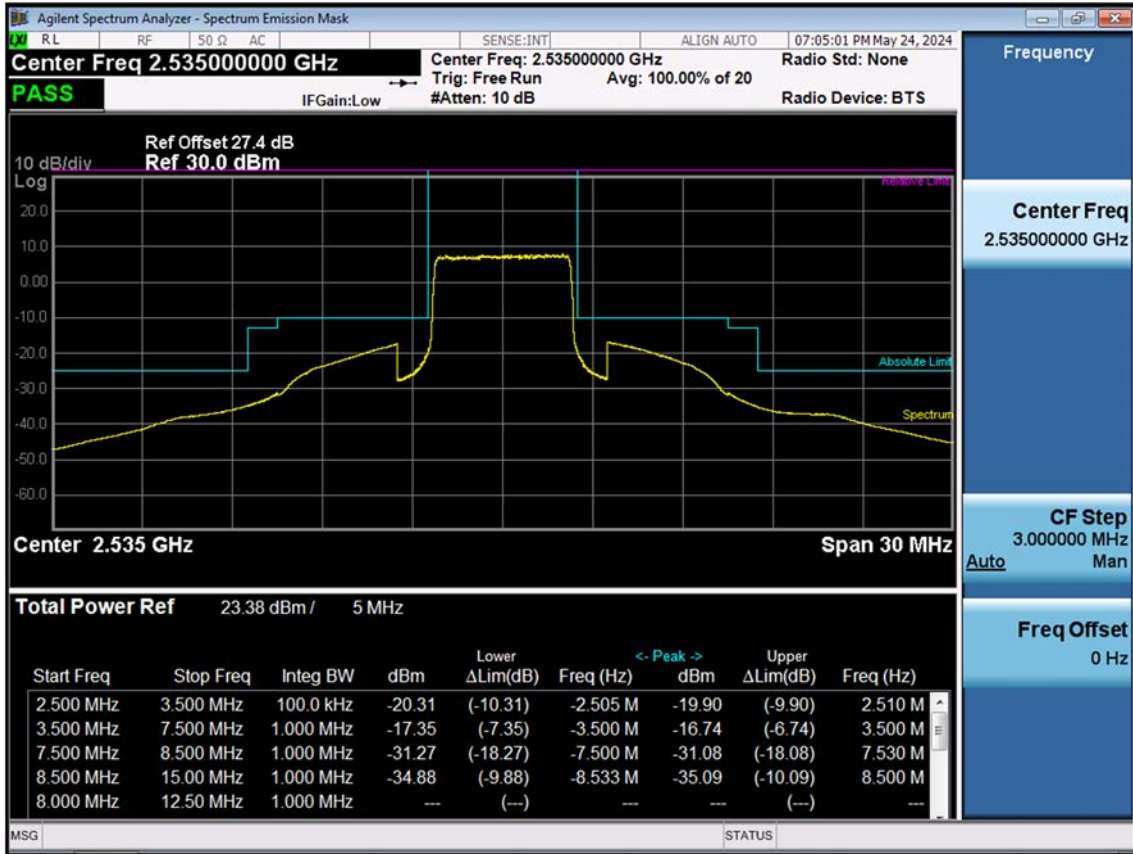 Agilent Spectrum Analyzer - Spectrum Emission Mask
LXI RL RF 50 Ω AC SENSE:INT ALIGN AUTO 07:05:01 PM May 24, 2024
Center Freq 2.535000000 GHz
Center Freq: 2.535000000 GHz
Radio Std: None
Trig: Free Run Avg: 100.00% of 20
PASS
IFGain:Low
#Atten: 10 dB
Radio Device: BTS
Ref Offset 27.4 dB
10 dB/div Ref 30.0 dBm
Log
Relative Limit
20.0
10.0
0.00
-10.0
-20.0
Absolute Limit
-30.0
Spectrum
-40.0
-50.0
-60.0
Center 2.535 GHz Span 30 MHz
Total Power Ref 23.38 dBm / 5 MHz
Lower <- Peak -> Upper
Start Freq Stop Freq Integ BW dBm ΔLim(dB) Freq (Hz) dBm ΔLim(dB) Freq (Hz)
2.500 MHz 3.500 MHz 100.0 kHz -20.31 (-10.31) -2.505 M -19.90 (-9.90) 2.510 M
3.500 MHz 7.500 MHz 1.000 MHz -17.35 (-7.35) -3.500 M -16.74 (-6.74) 3.500 M
7.500 MHz 8.500 MHz 1.000 MHz -31.27 (-18.27) -7.500 M -31.08 (-18.08) 7.530 M
8.500 MHz 15.00 MHz 1.000 MHz -34.88 (-9.88) -8.533 M -35.09 (-10.09) 8.500 M
8.000 MHz 12.50 MHz 1.000 MHz --- (---) --- --- (---) ---
MSG STATUS
Frequency
Center Freq
2.535000000 GHz
CF Step
3.000000 MHz
Auto Man
Freq Offset
0 Hz